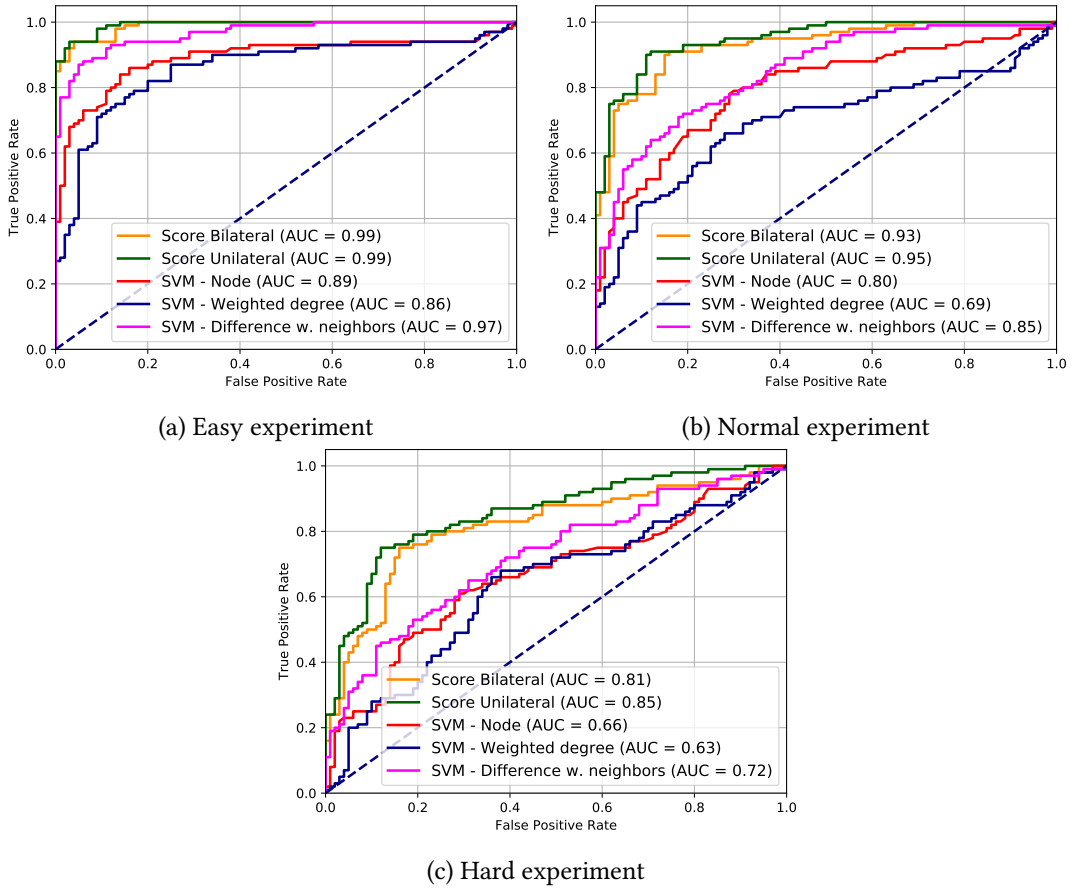 1.0
0.8
0.6
0.4
0.2
0.0
True Positive Rate
Score Bilateral (AUC = 0.99)
Score Unilateral (AUC = 0.99)
SVM - Node (AUC = 0.89)
SVM - Weighted degree (AUC = 0.86)
SVM - Difference w. neighbors (AUC = 0.97)
0.0 0.2 0.4 0.6 0.8 1.0
False Positive Rate
(a) Easy experiment
1.0
0.8
0.6
0.4
0.2
0.0
True Positive Rate
Score Bilateral (AUC = 0.93)
Score Unilateral (AUC = 0.95)
SVM - Node (AUC = 0.80)
SVM - Weighted degree (AUC = 0.69)
SVM - Difference w. neighbors (AUC = 0.85)
0.0 0.2 0.4 0.6 0.8 1.0
False Positive Rate
(b) Normal experiment
1.0
0.8
0.6
0.4
0.2
0.0
True Positive Rate
Score Bilateral (AUC = 0.81)
Score Unilateral (AUC = 0.85)
SVM - Node (AUC = 0.66)
SVM - Weighted degree (AUC = 0.63)
SVM - Difference w. neighbors (AUC = 0.72)
0.0 0.2 0.4 0.6 0.8 1.0
False Positive Rate
(c) Hard experiment